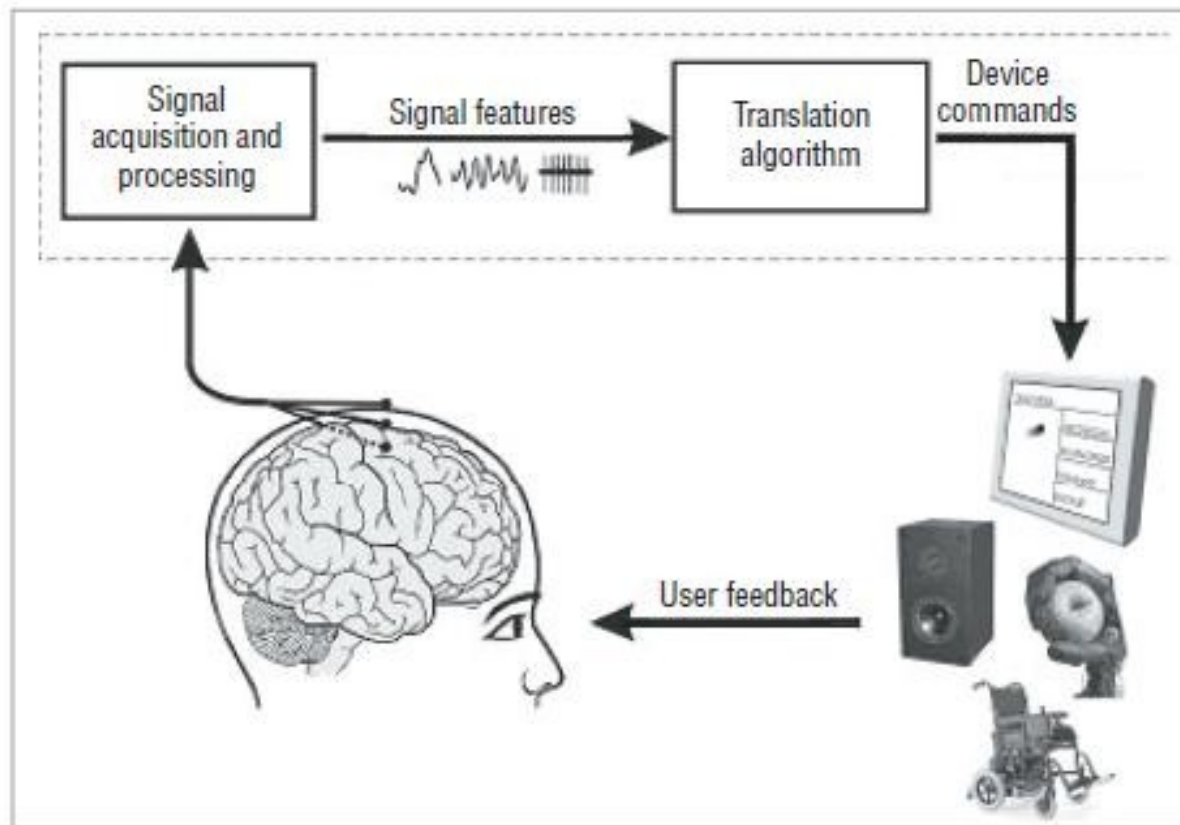 Signal
acquisition and
processing
Signal features
Translation
algorithm
Device
commands
User feedback